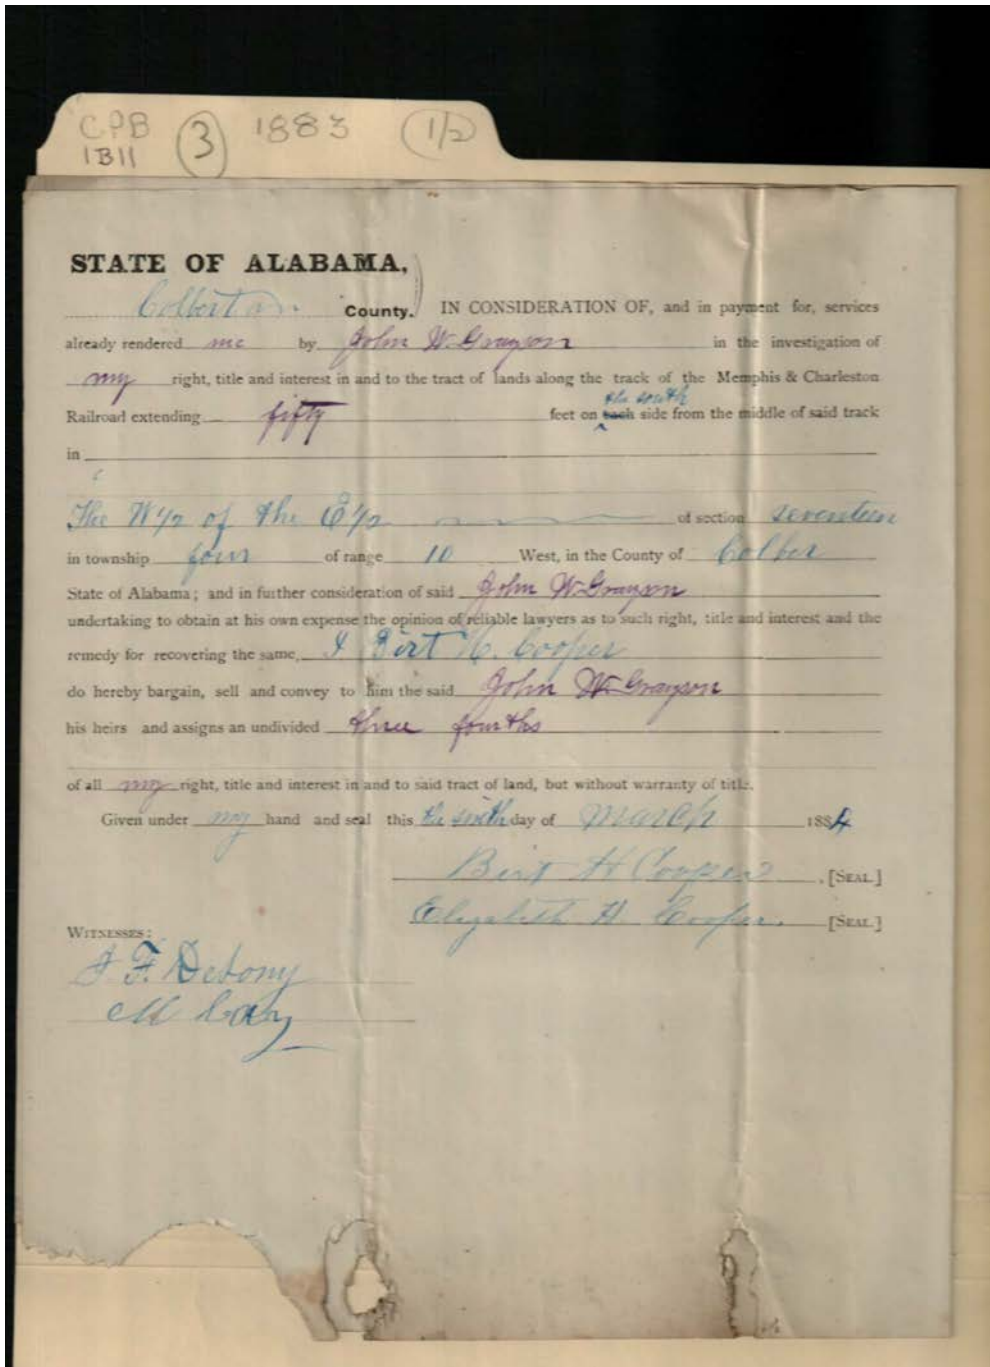 CPB 3 1883 (1/2)
1B11
STATE OF ALABAMA,
Colbert County. IN CONSIDERATION OF, and in payment for, services
already rendered me by John W. Grayson in the investigation of
my right, title and interest in and to the tract of lands along the track of the Memphis & Charleston
the south
Railroad extending fifty feet on each side from the middle of said track
in
The W 1/2 of the E 1/2 of section seventeen
in township four of range 10 West, in the County of Colber
State of Alabama; and in further consideration of said John W. Grayson
undertaking to obtain at his own expense the opinion of reliable lawyers as to such right, title and interest and the
remedy for recovering the same, I Birt H. Cooper
do hereby bargain, sell and convey to him the said John W. Grayson
his heirs and assigns an undivided three fourths
of all my right, title and interest in and to said tract of land, but without warranty of title.
Given under my hand and seal this the sixth day of March 1884
Birt H Cooper [SEAL]
Elizabeth H Cooper. [SEAL]
WITNESSES:
F. Debony
M